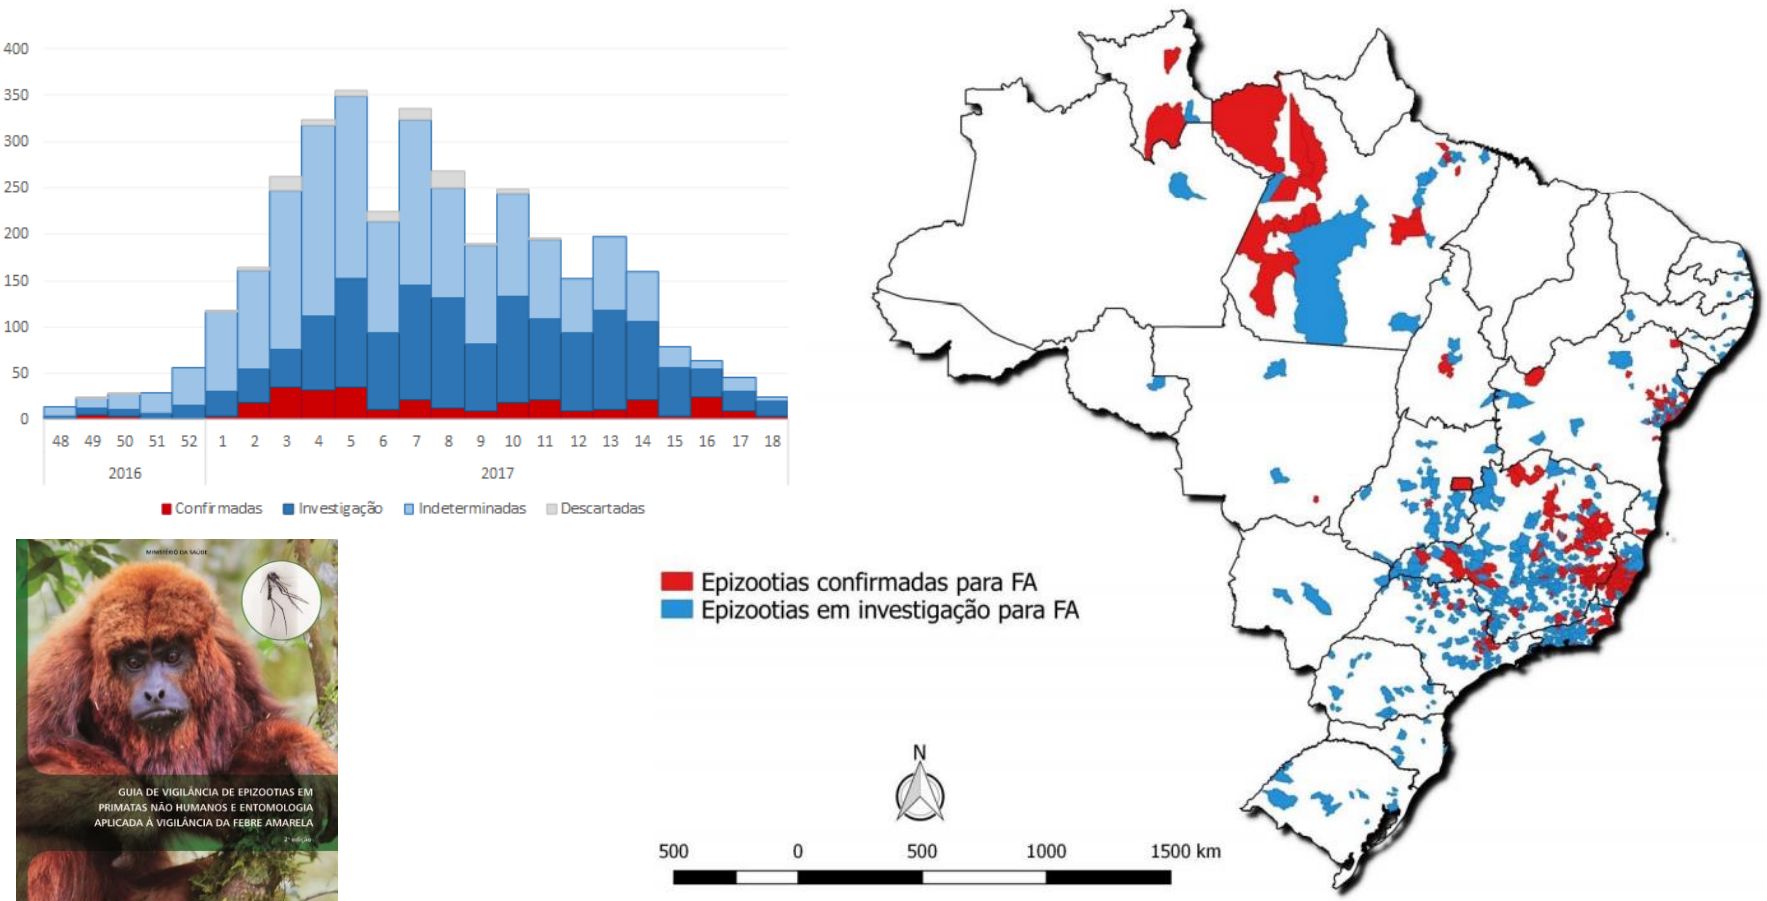 400
350
300
250
200
150
100
50
0
48 49 50 51 52 1 2 3 4 5 6 7 8 9 10 11 12 13 14 15 16 17 18
2016 2017
Confirmadas Investigação Indeterminadas Descartadas
MINISTÉRIO DA SAÚDE
GUIA DE VIGILÂNCIA DE EPIZOOTIAS EM
PRIMATAS NÃO HUMANOS E ENTOMOLOGIA
APLICADA À VIGILÂNCIA DA FEBRE AMARELA
2ª edição
Epizootias confirmadas para FA
Epizootias em investigação para FA
N
500 0 500 1000 1500 km